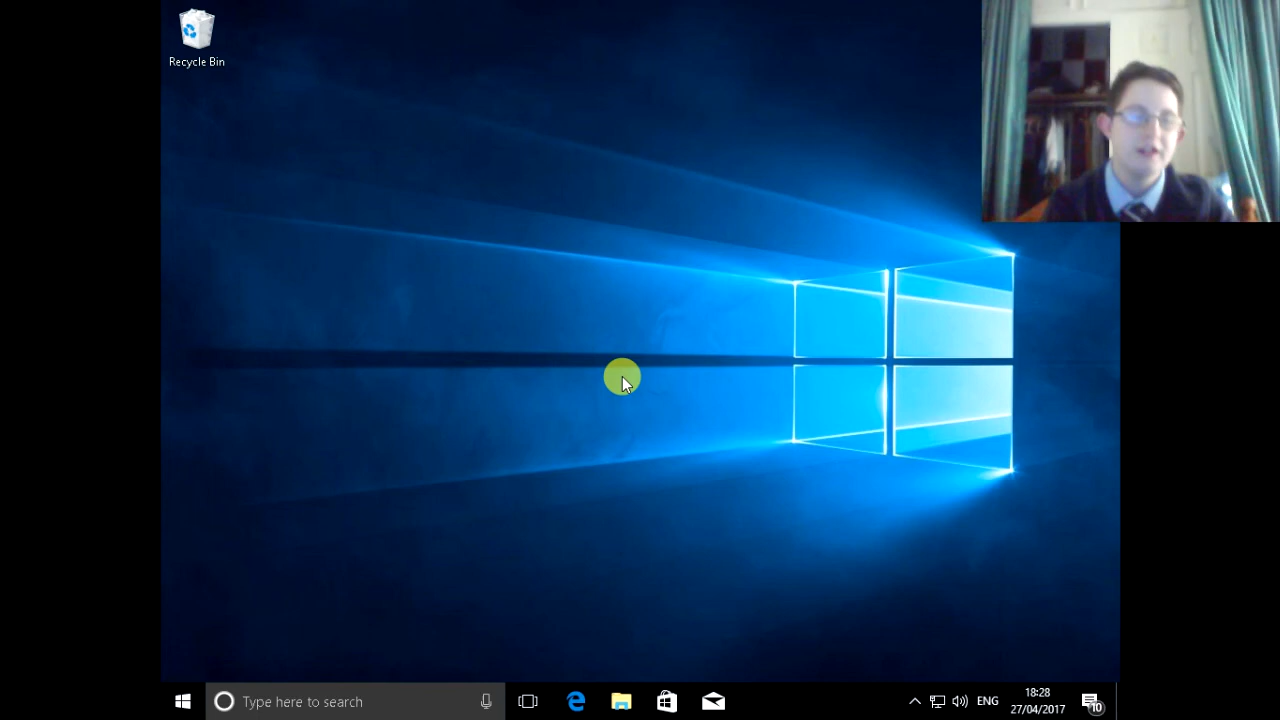 Recycle Bin
Type here to search
ENG
18:28
27/04/2017
10